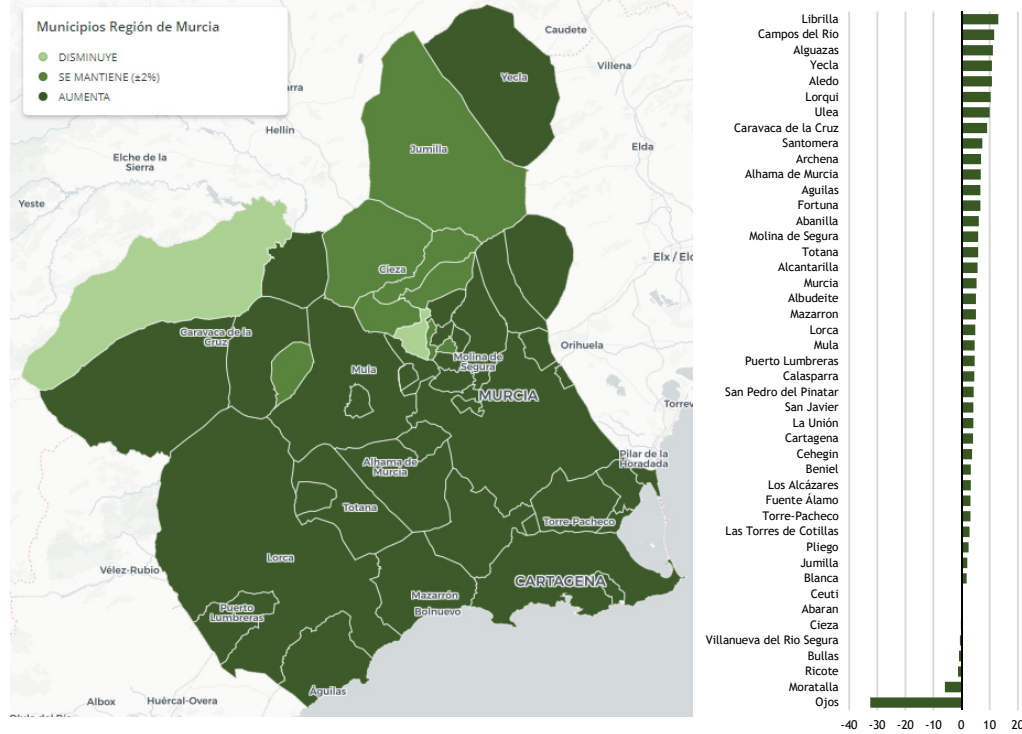 Municipios Región de Murcia
DISMINUYE
SE MANTIENE (±2%)
AUMENTA
Caudete
Villena
Yecla
Hellín
Jumilla
Elda
Elche de la
Sierra
Yeste
Elx / Elc
Cieza
Caravaca de la
Cruz
Orihuela
Mula
Molina de
Segura
MURCIA
Torrev
Pilar de la
Horadada
Alhama de
Murcia
Totana
Torre-Pacheco
Lorca
Vélez-Rubio
CARTAGENA
Mazarrón
Bolnuevo
Puerto
Lumbreras
Águilas
Albox
Huércal-Overa
Librilla
Campos del Rio
Alguazas
Yecla
Aledo
Lorqui
Ulea
Caravaca de la Cruz
Santomera
Archena
Alhama de Murcia
Aguilas
Fortuna
Abanilla
Molina de Segura
Totana
Alcantarilla
Murcia
Albudeite
Mazarron
Lorca
Mula
Puerto Lumbreras
Calasparra
San Pedro del Pinatar
San Javier
La Unión
Cartagena
Cehegin
Beniel
Los Alcázares
Fuente Álamo
Torre-Pacheco
Las Torres de Cotillas
Pliego
Jumilla
Blanca
Ceuti
Abaran
Cieza
Villanueva del Rio Segura
Bullas
Ricote
Moratalla
Ojos
-40 -30 -20 -10 0 10 20